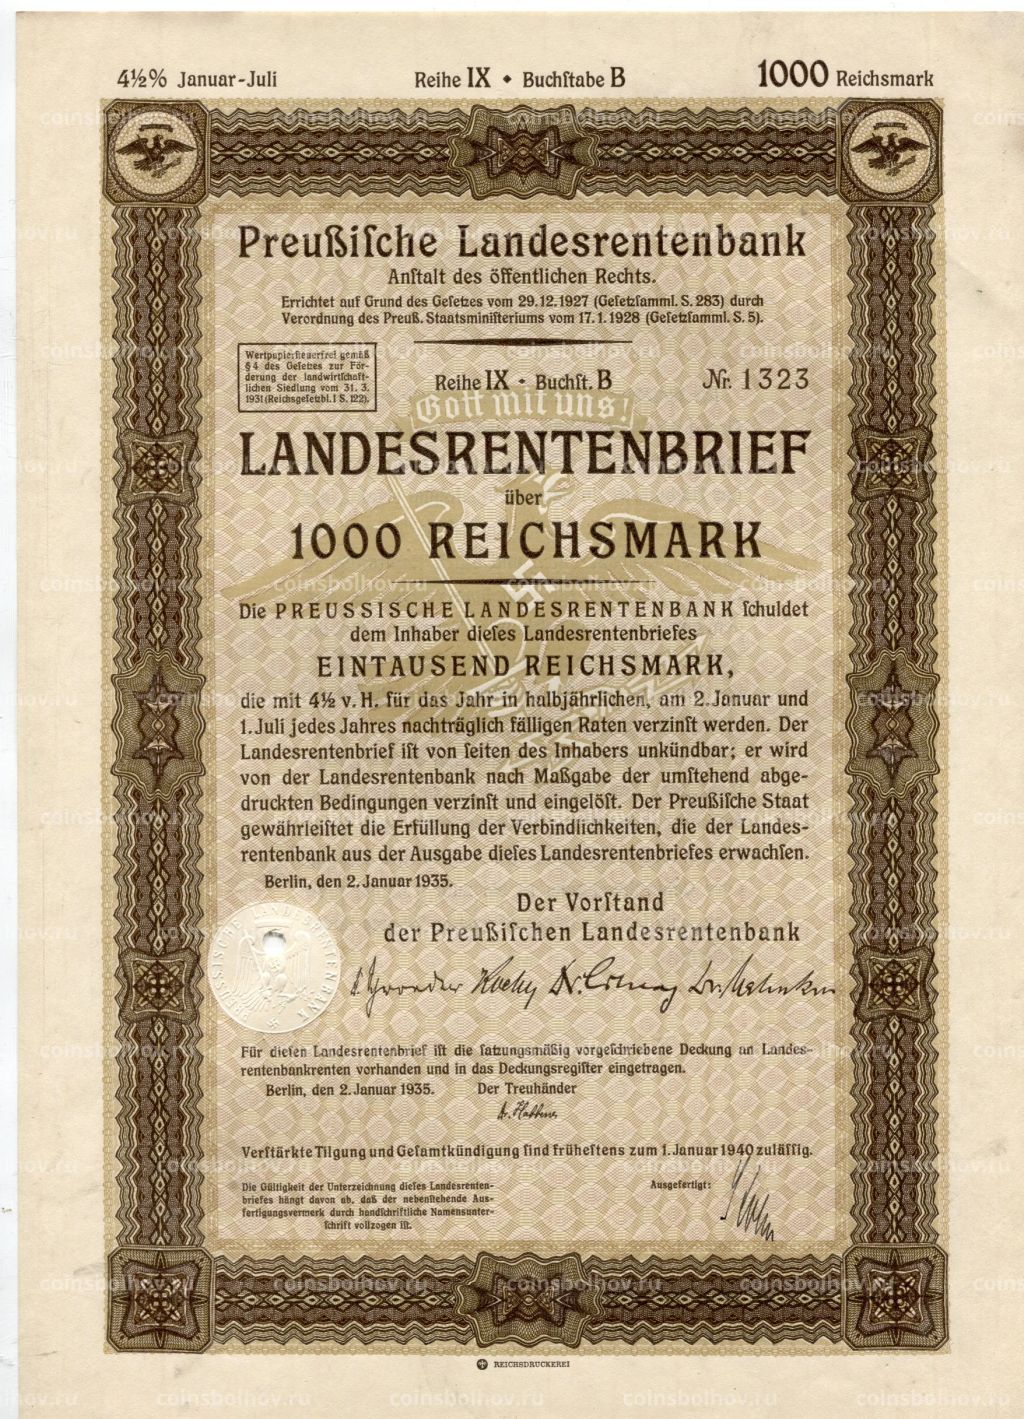 4½% Januar-Juli Reihe IX • Buchſtabe B 1000 Reichsmark
Preußiſche Landesrentenbank
Anſtalt des öffentlichen Rechts.
Errichtet auf Grund des Geſetzes vom 29.12.1927 (Geſetzſamml. S. 283) durch
Verordnung des Preuß. Staatsminiſteriums vom 17.1.1928 (Geſetzſamml. S. 5).
Wertpapierſteuerfrei gemäß
§ 4 des Geſetzes zur För-
derung der landwirtſchaft-
lichen Siedlung vom 31. 3.
1931 (Reichsgeſetzbl. I S. 122).
Reihe IX • Buchſt. B Nr. 1323
Gott mit uns!
LANDESRENTENBRIEF
über
1000 REICHSMARK
Die PREUSSISCHE LANDESRENTENBANK ſchuldet
dem Inhaber dieſes Landesrentenbriefes
EINTAUSEND REICHSMARK,
die mit 4½ v. H. für das Jahr in halbjährlichen, am 2. Januar und
1. Juli jedes Jahres nachträglich fälligen Raten verzinſt werden. Der
Landesrentenbrief iſt von ſeiten des Inhabers unkündbar; er wird
von der Landesrentenbank nach Maßgabe der umſtehend abge-
druckten Bedingungen verzinſt und eingelöſt. Der Preußiſche Staat
gewährleiſtet die Erfüllung der Verbindlichkeiten, die der Landes-
rentenbank aus der Ausgabe dieſes Landesrentenbriefes erwachſen.
Berlin, den 2. Januar 1935.
Der Vorſtand
der Preußiſchen Landesrentenbank
PREUSSISCHE LANDESRENTENBANK
Für dieſen Landesrentenbrief iſt die ſatzungsmäßig vorgeſchriebene Deckung an Landes-
rentenbankrenten vorhanden und in das Deckungsregiſter eingetragen.
Berlin, den 2. Januar 1935. Der Treuhänder
Verſtärkte Tilgung und Geſamtkündigung ſind früheſtens zum 1. Januar 1940 zuläſſig.
Die Gültigkeit der Unterzeichnung dieſes Landesrenten-
briefes hängt davon ab, daß der nebenſtehende Aus-
fertigungsvermerk durch handſchriftliche Namensunter-
ſchrift vollzogen iſt.
Ausgefertigt:
REICHSDRUCKEREI
coinsbolhov.ru